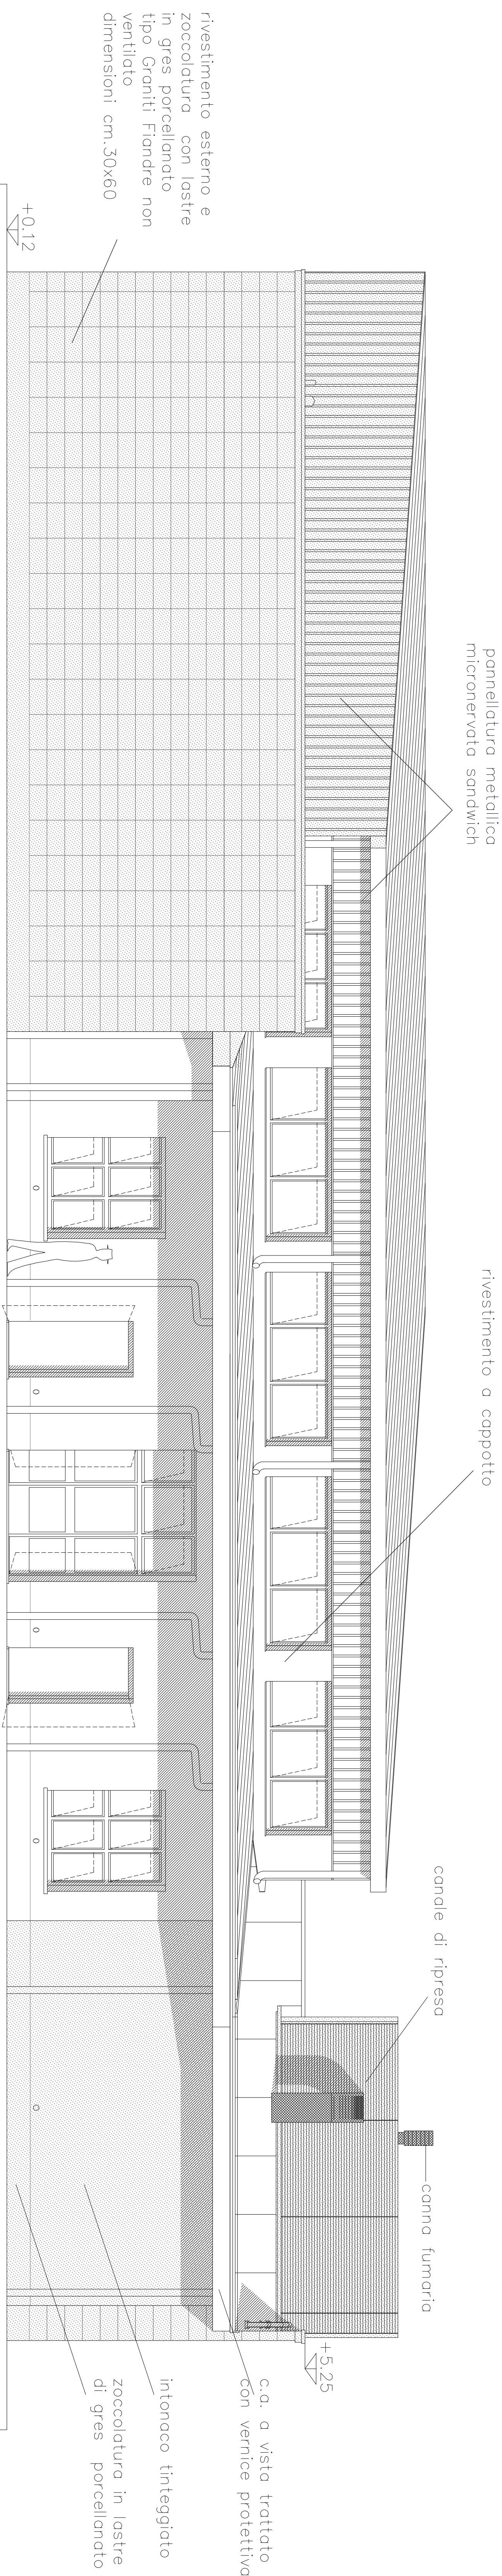 rivestimento esterno e
zoccolatura con lastre
in gres porcellanato
tipo Graniti Fiandre non
ventilato
dimensioni cm.30x60
+0.12
pannellatura metallica
micronervata sandwich
rivestimento a cappotto
canale di ripresa
canna fumaria
+5.25
c.a. a vista trattato
con vernice protettiva
intonaco tinteggiato
zoccolatura in lastre
di gres porcellanato